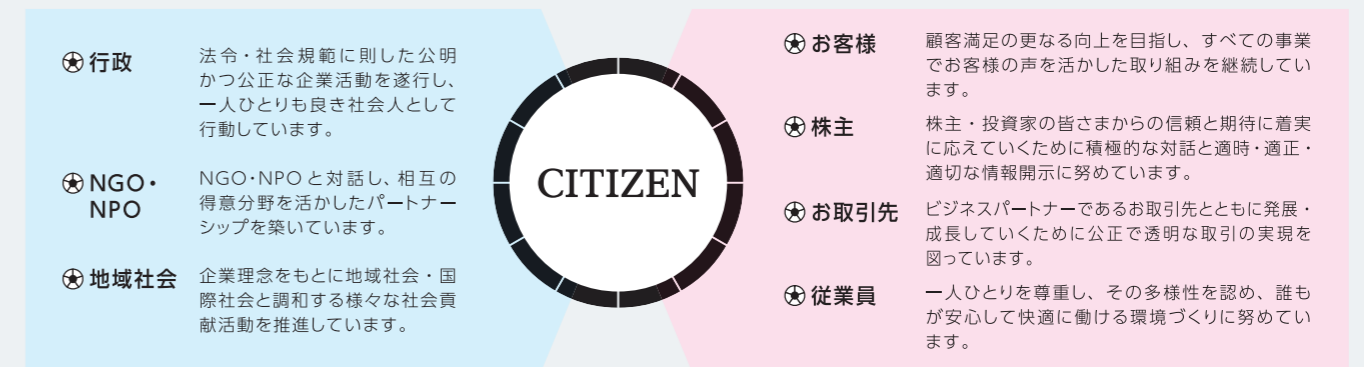 行政
法令・社会規範に則した公明
かつ公正な企業活動を遂行し、
一人ひとりも良き社会人として
行動しています。
NGO・
NPO
NGO・NPOと対話し、相互の
得意分野を活かしたパートナー
シップを築いています。
地域社会
企業理念をもとに地域社会・国
際社会と調和する様々な社会貢
献活動を推進しています。
CITIZEN
お客様
顧客満足の更なる向上を目指し、すべての事業
でお客様の声を活かした取り組みを継続してい
ます。
株主
株主・投資家の皆さまからの信頼と期待に着実
に応えていくために積極的な対話と適時・適正・
適切な情報開示に努めています。
お取引先
ビジネスパートナーであるお取引先とともに発展・
成長していくために公正で透明な取引の実現を
図っています。
従業員
一人ひとりを尊重し、その多様性を認め、誰も
が安心して快適に働ける環境づくりに努めてい
ます。